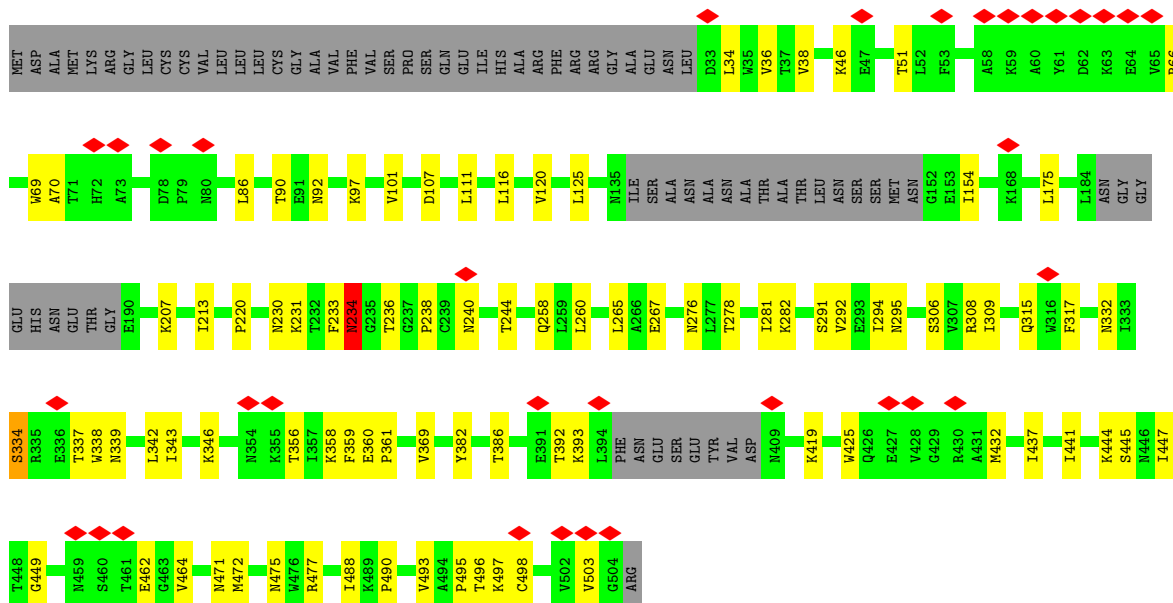 MET ASP ALA MET LYS ARG GLY LEU CYS CYS VAL LEU LEU LEU CYS GLY ALA VAL PHE VAL SER PRO SER GLN GLU ILE HIS ALA ARG PHE ARG ARG GLY ALA GLU ASN LEU D33 L34 W35 V36 T37 V38 K46 E47 T51 L52 F53 A58 K59 A60 Y61 D62 K63 E64 V65 R66
W69 A70 T71 H72 A73 D78 P79 N80 L86 T90 E91 N92 K97 V101 D107 L111 L116 V120 L125 N135 ILE SER ALA ASN ALA ASN ALA THR ALA THR LEU ASN SER SER MET ASN G152 E153 I154 K168 L175 L184 ASN GLY GLY
GLU HIS ASN GLU THR GLY E190 K207 I213 P220 N230 K231 T232 F233 N234 G235 T236 G237 P238 C239 N240 T244 Q258 L259 L260 L265 A266 E267 N276 L277 T278 I281 K282 S291 V292 E293 I294 N295 S306 V307 R308 I309 Q315 W316 F317 N332 I333
S334 R335 E336 T337 W338 N339 L342 I343 K346 N354 K355 T356 I357 K358 F359 E360 P361 V369 Y382 T386 E391 T392 K393 L394 PHE ASN GLU SER GLU TYR VAL ASP N409 K419 W425 Q426 E427 V428 G429 R430 A431 M432 I437 I441 K444 S445 N446 I447
T448 G449 N459 S460 T461 E462 G463 V464 N471 M472 N475 W476 R477 I488 K489 P490 V493 A494 P495 T496 K497 C498 V502 V503 G504 ARG